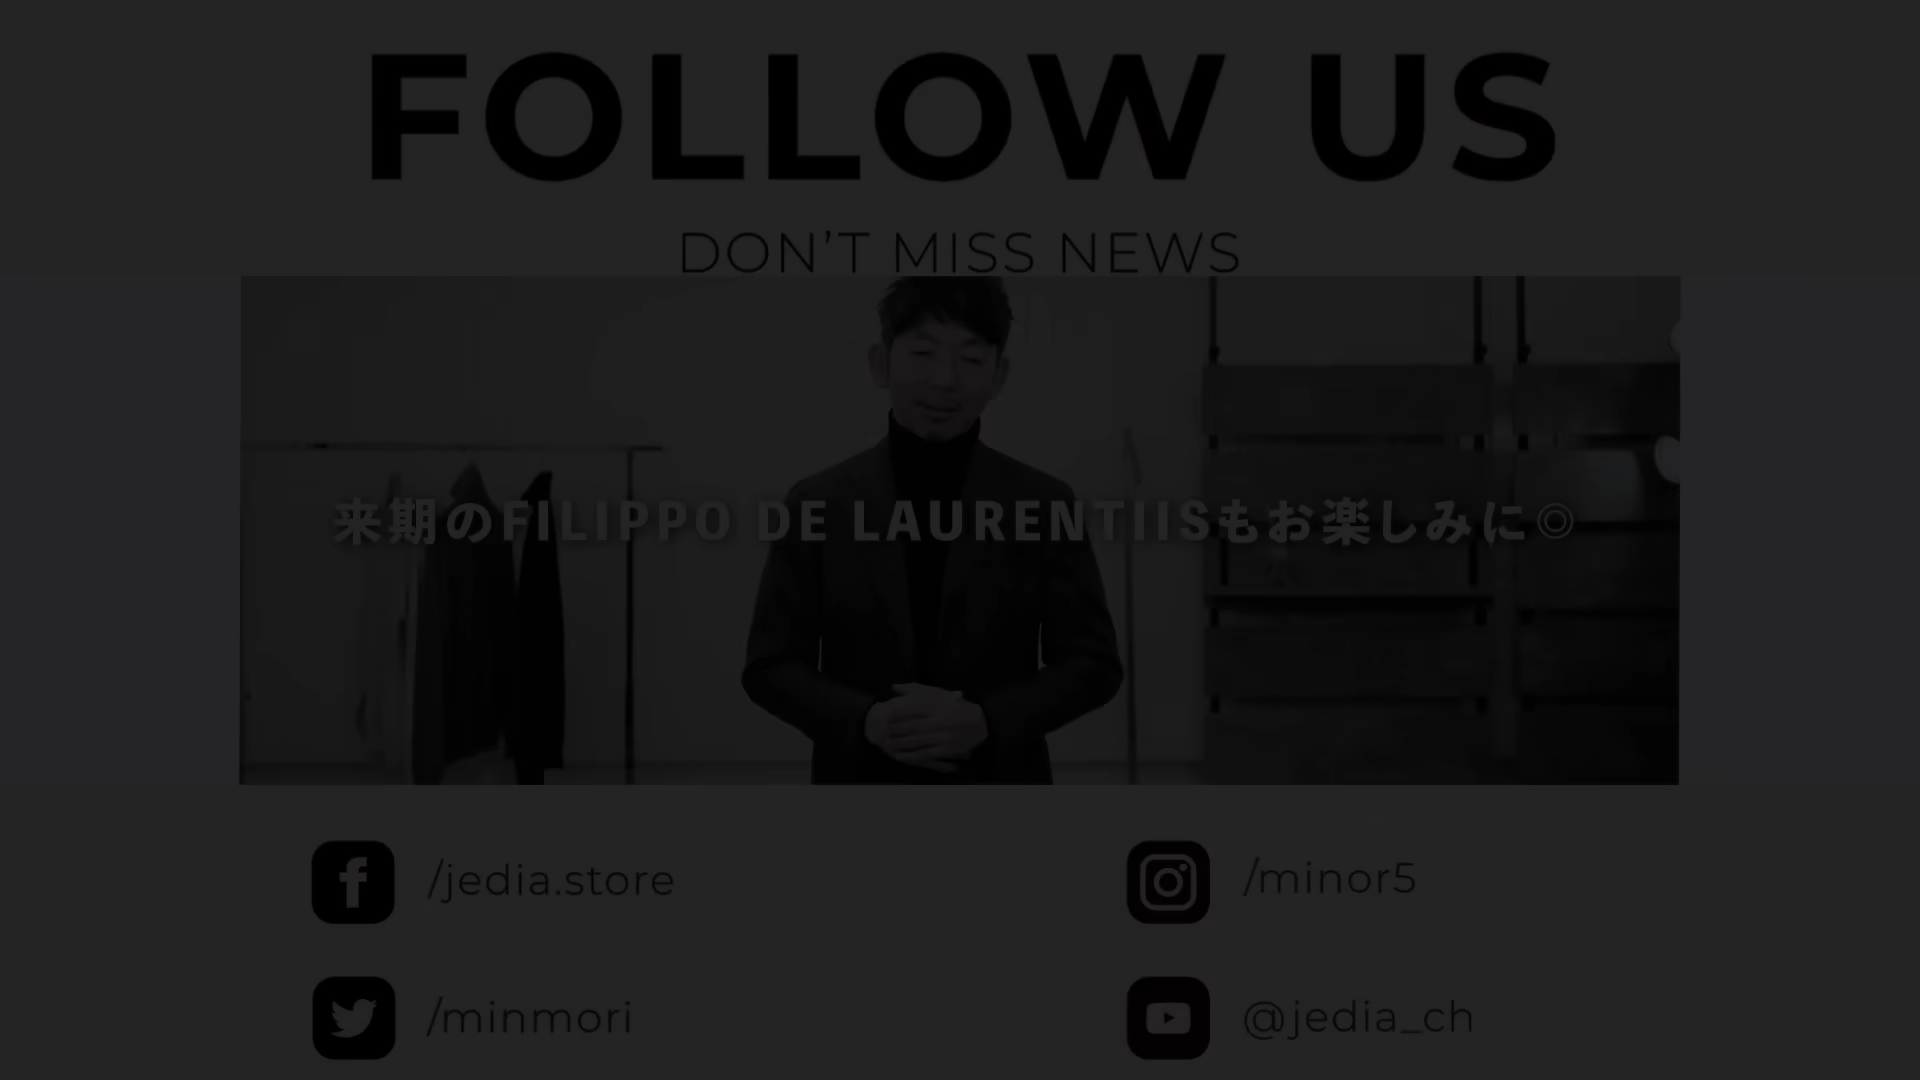 FOLLOW US
DON'T MISS NEWS
来期のFILIPPO DE LAURENTIISもお楽しみに◎
/jedia.store
/minor5
/minmori
@jedia_ch